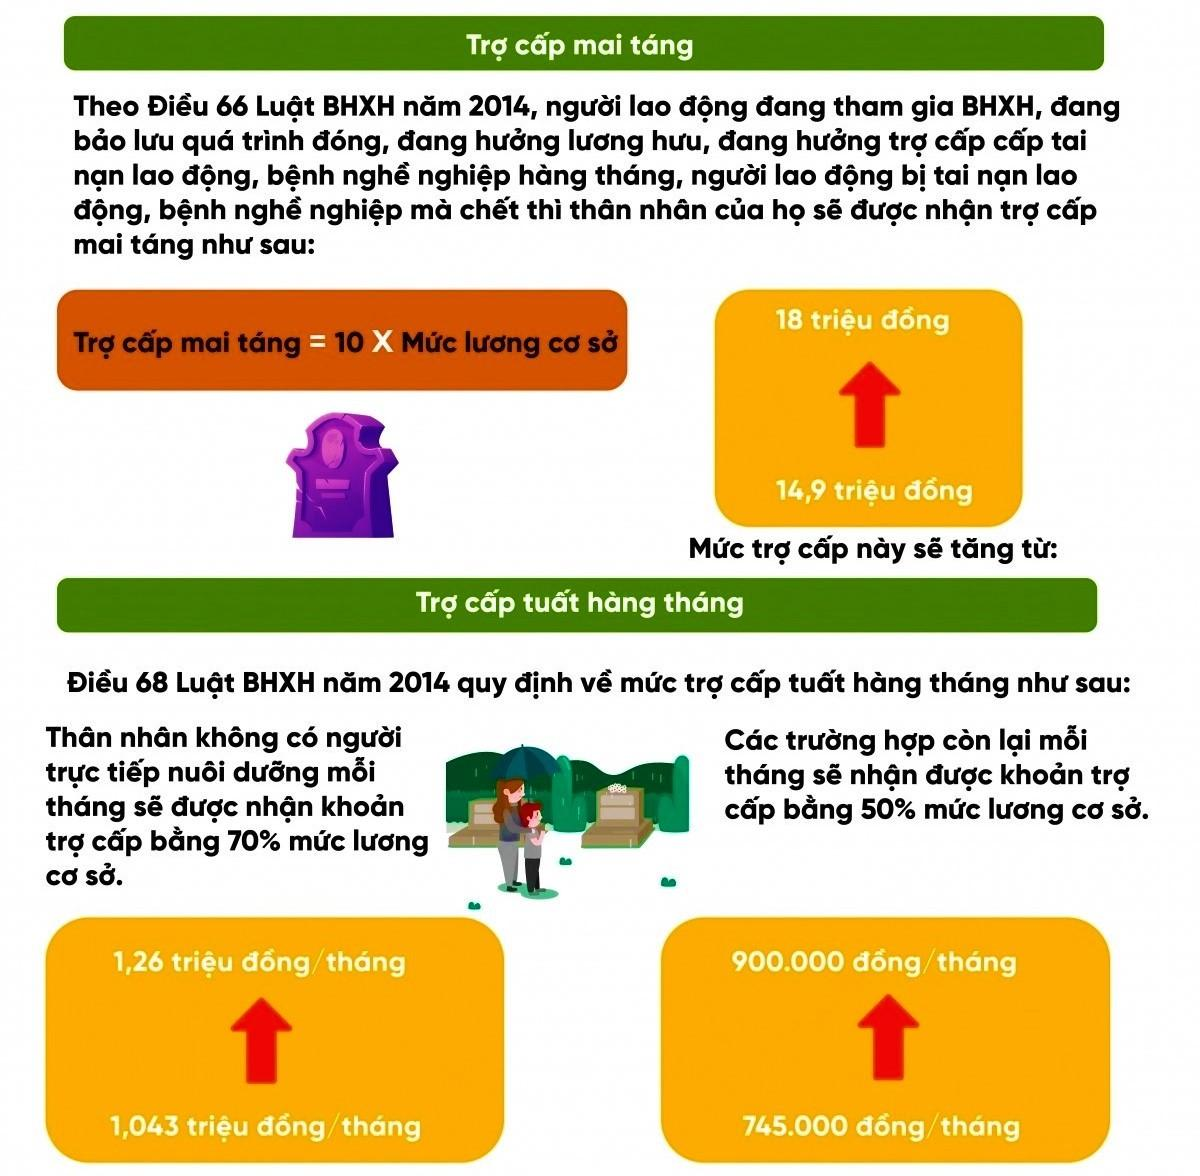 Trợ cấp mai táng
Theo Điều 66 Luật BHXH năm 2014, người lao động đang tham gia BHXH, đang
bảo lưu quá trình đóng, đang hưởng lương hưu, đang hưởng trợ cấp cấp tai
nạn lao động, bệnh nghề nghiệp hàng tháng, người lao động bị tai nạn lao
động, bệnh nghề nghiệp mà chết thì thân nhân của họ sẽ được nhận trợ cấp
mai táng như sau:
Trợ cấp mai táng = 10 X Mức lương cơ sở
18 triệu đồng
14,9 triệu đồng
Mức trợ cấp này sẽ tăng từ:
Trợ cấp tuất hàng tháng
Điều 68 Luật BHXH năm 2014 quy định về mức trợ cấp tuất hàng tháng như sau:
Thân nhân không có người
trực tiếp nuôi dưỡng mỗi
tháng sẽ được nhận khoản
trợ cấp bằng 70% mức lương
cơ sở.
Các trường hợp còn lại mỗi
tháng sẽ nhận được khoản trợ
cấp bằng 50% mức lương cơ sở.
1,26 triệu đồng/tháng
1,043 triệu đồng/tháng
900.000 đồng/tháng
745.000 đồng/tháng